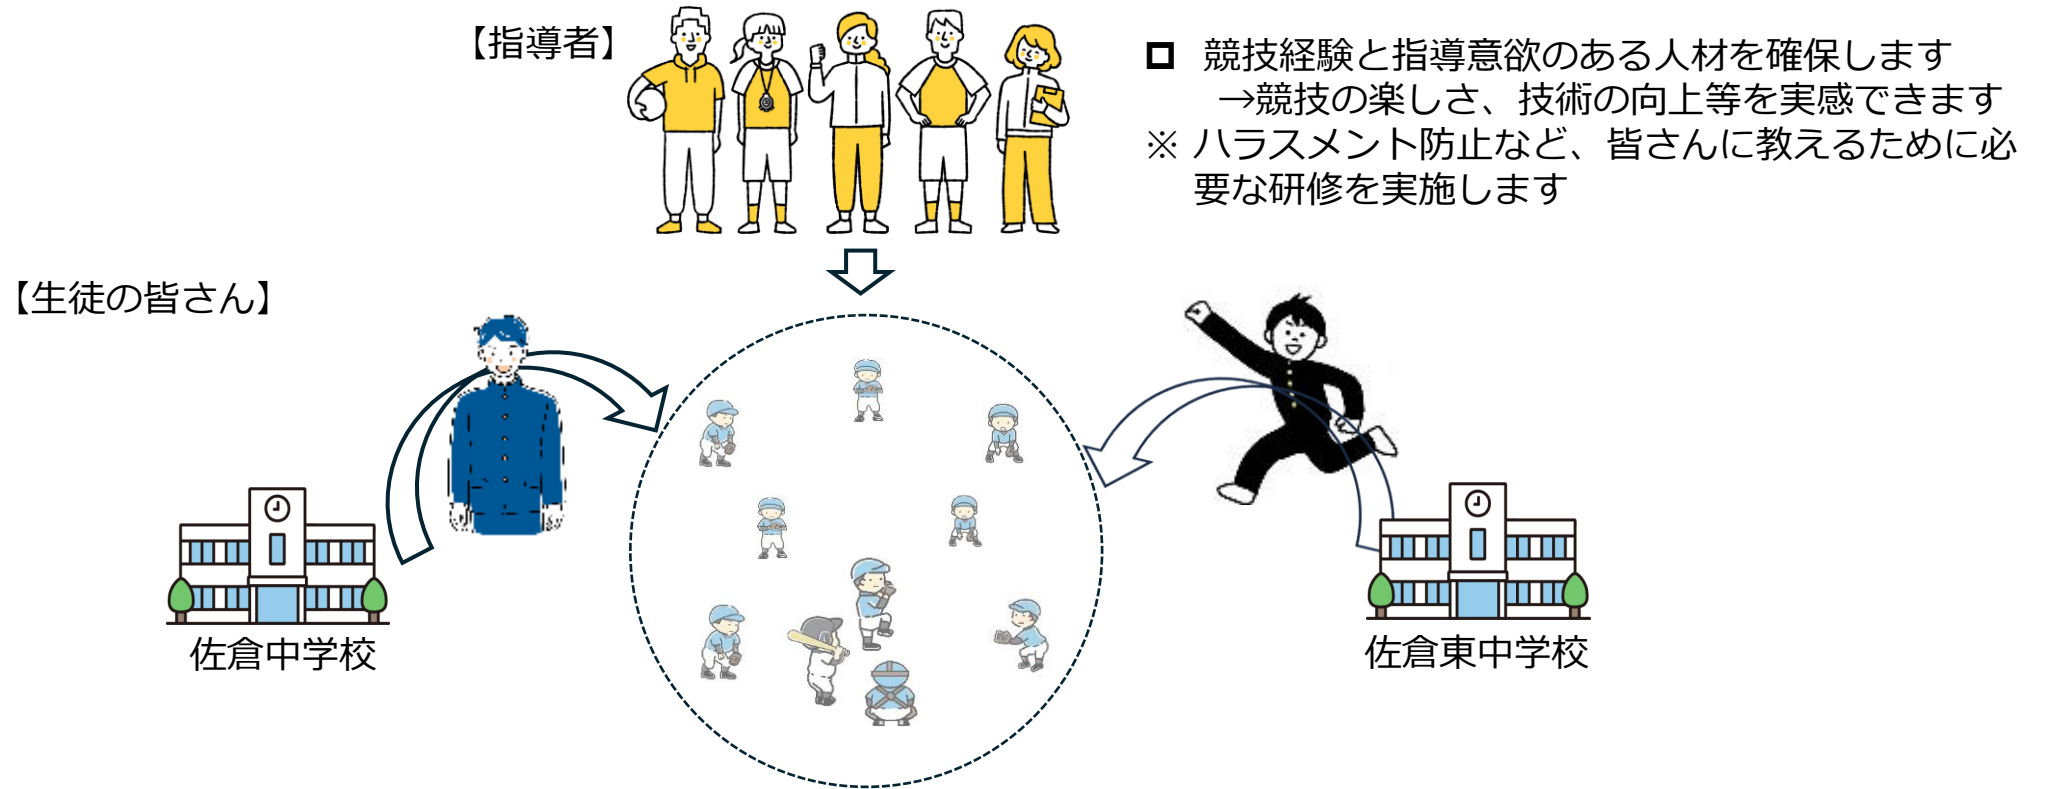 【指導者】
競技経験と指導意欲のある人材を確保します
→競技の楽しさ、技術の向上等を実感できます
※ ハラスメント防止など、皆さんに教えるために必
要な研修を実施します
【生徒の皆さん】
佐倉中学校
佐倉東中学校